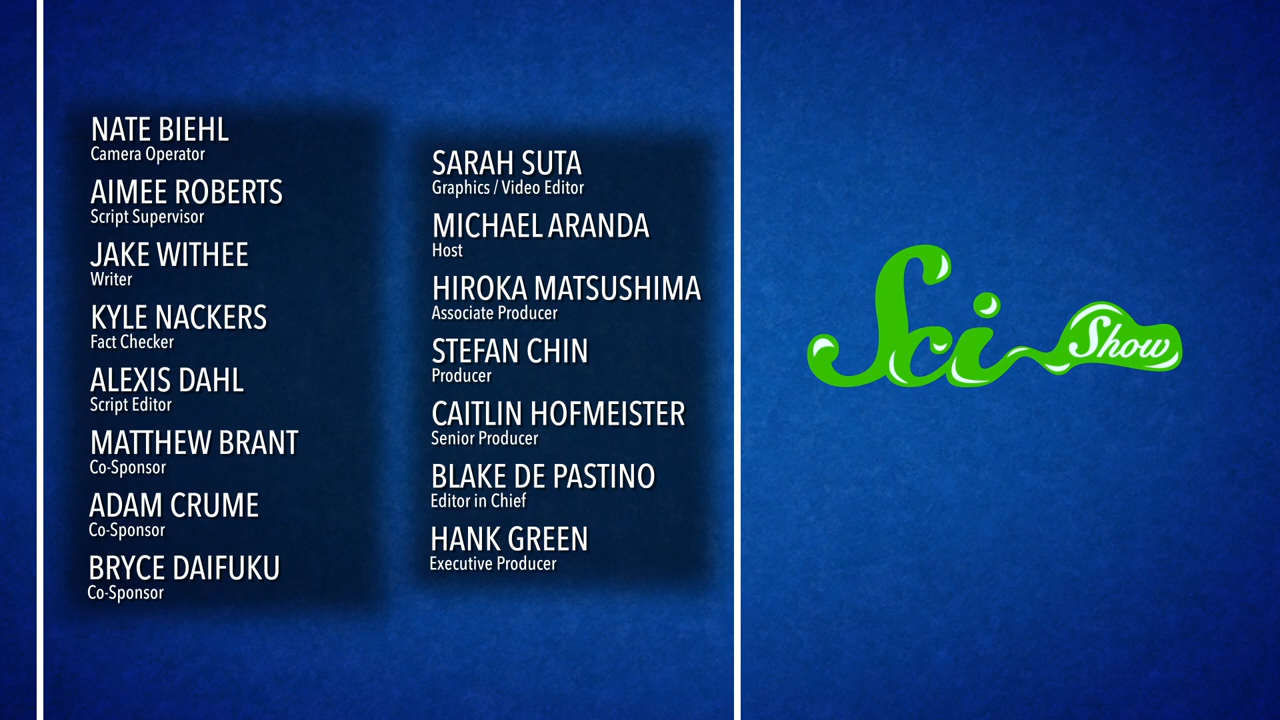 NATE BIEHL
Camera Operator
AIMEE ROBERTS
Script Supervisor
JAKE WITHEE
Writer
KYLE NACKERS
Fact Checker
ALEXIS DAHL
Script Editor
MATTHEW BRANT
Co-Sponsor
ADAM CRUME
Co-Sponsor
BRYCE DAIFUKU
Co-Sponsor
SARAH SUTA
Graphics / Video Editor
MICHAEL ARANDA
Host
HIROKA MATSUSHIMA
Associate Producer
STEFAN CHIN
Producer
CAITLIN HOFMEISTER
Senior Producer
BLAKE DE PASTINO
Editor in Chief
HANK GREEN
Executive Producer
Sci Show